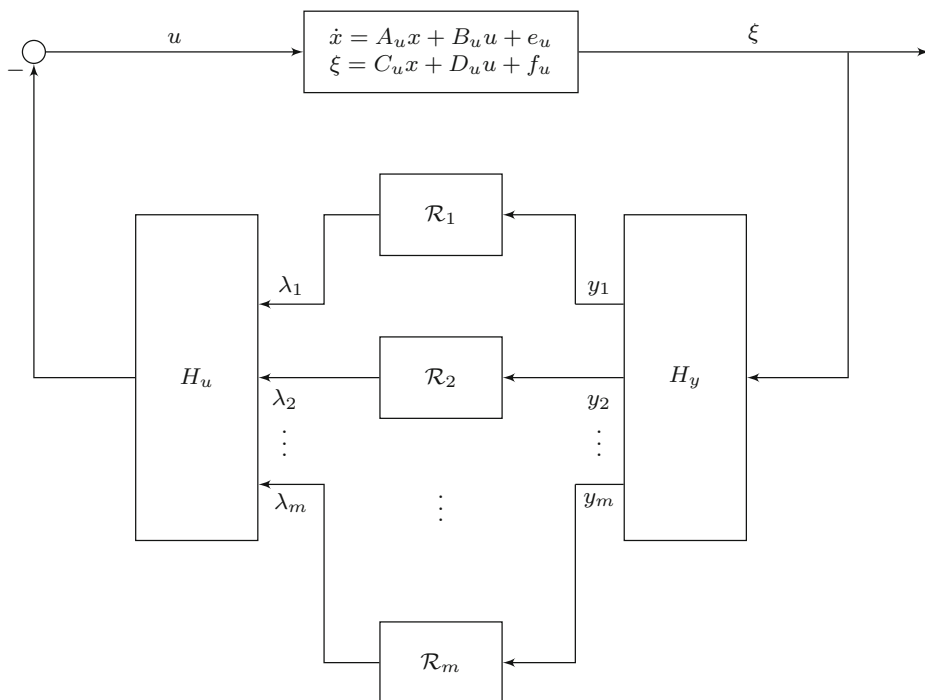 u
ẋ = A_u x + B_u u + e_u
ξ = C_u x + D_u u + f_u
ξ
−
R_1
λ_1
y_1
H_u
R_2
H_y
λ_2
y_2
⋮
⋮
λ_m
⋮
y_m
R_m